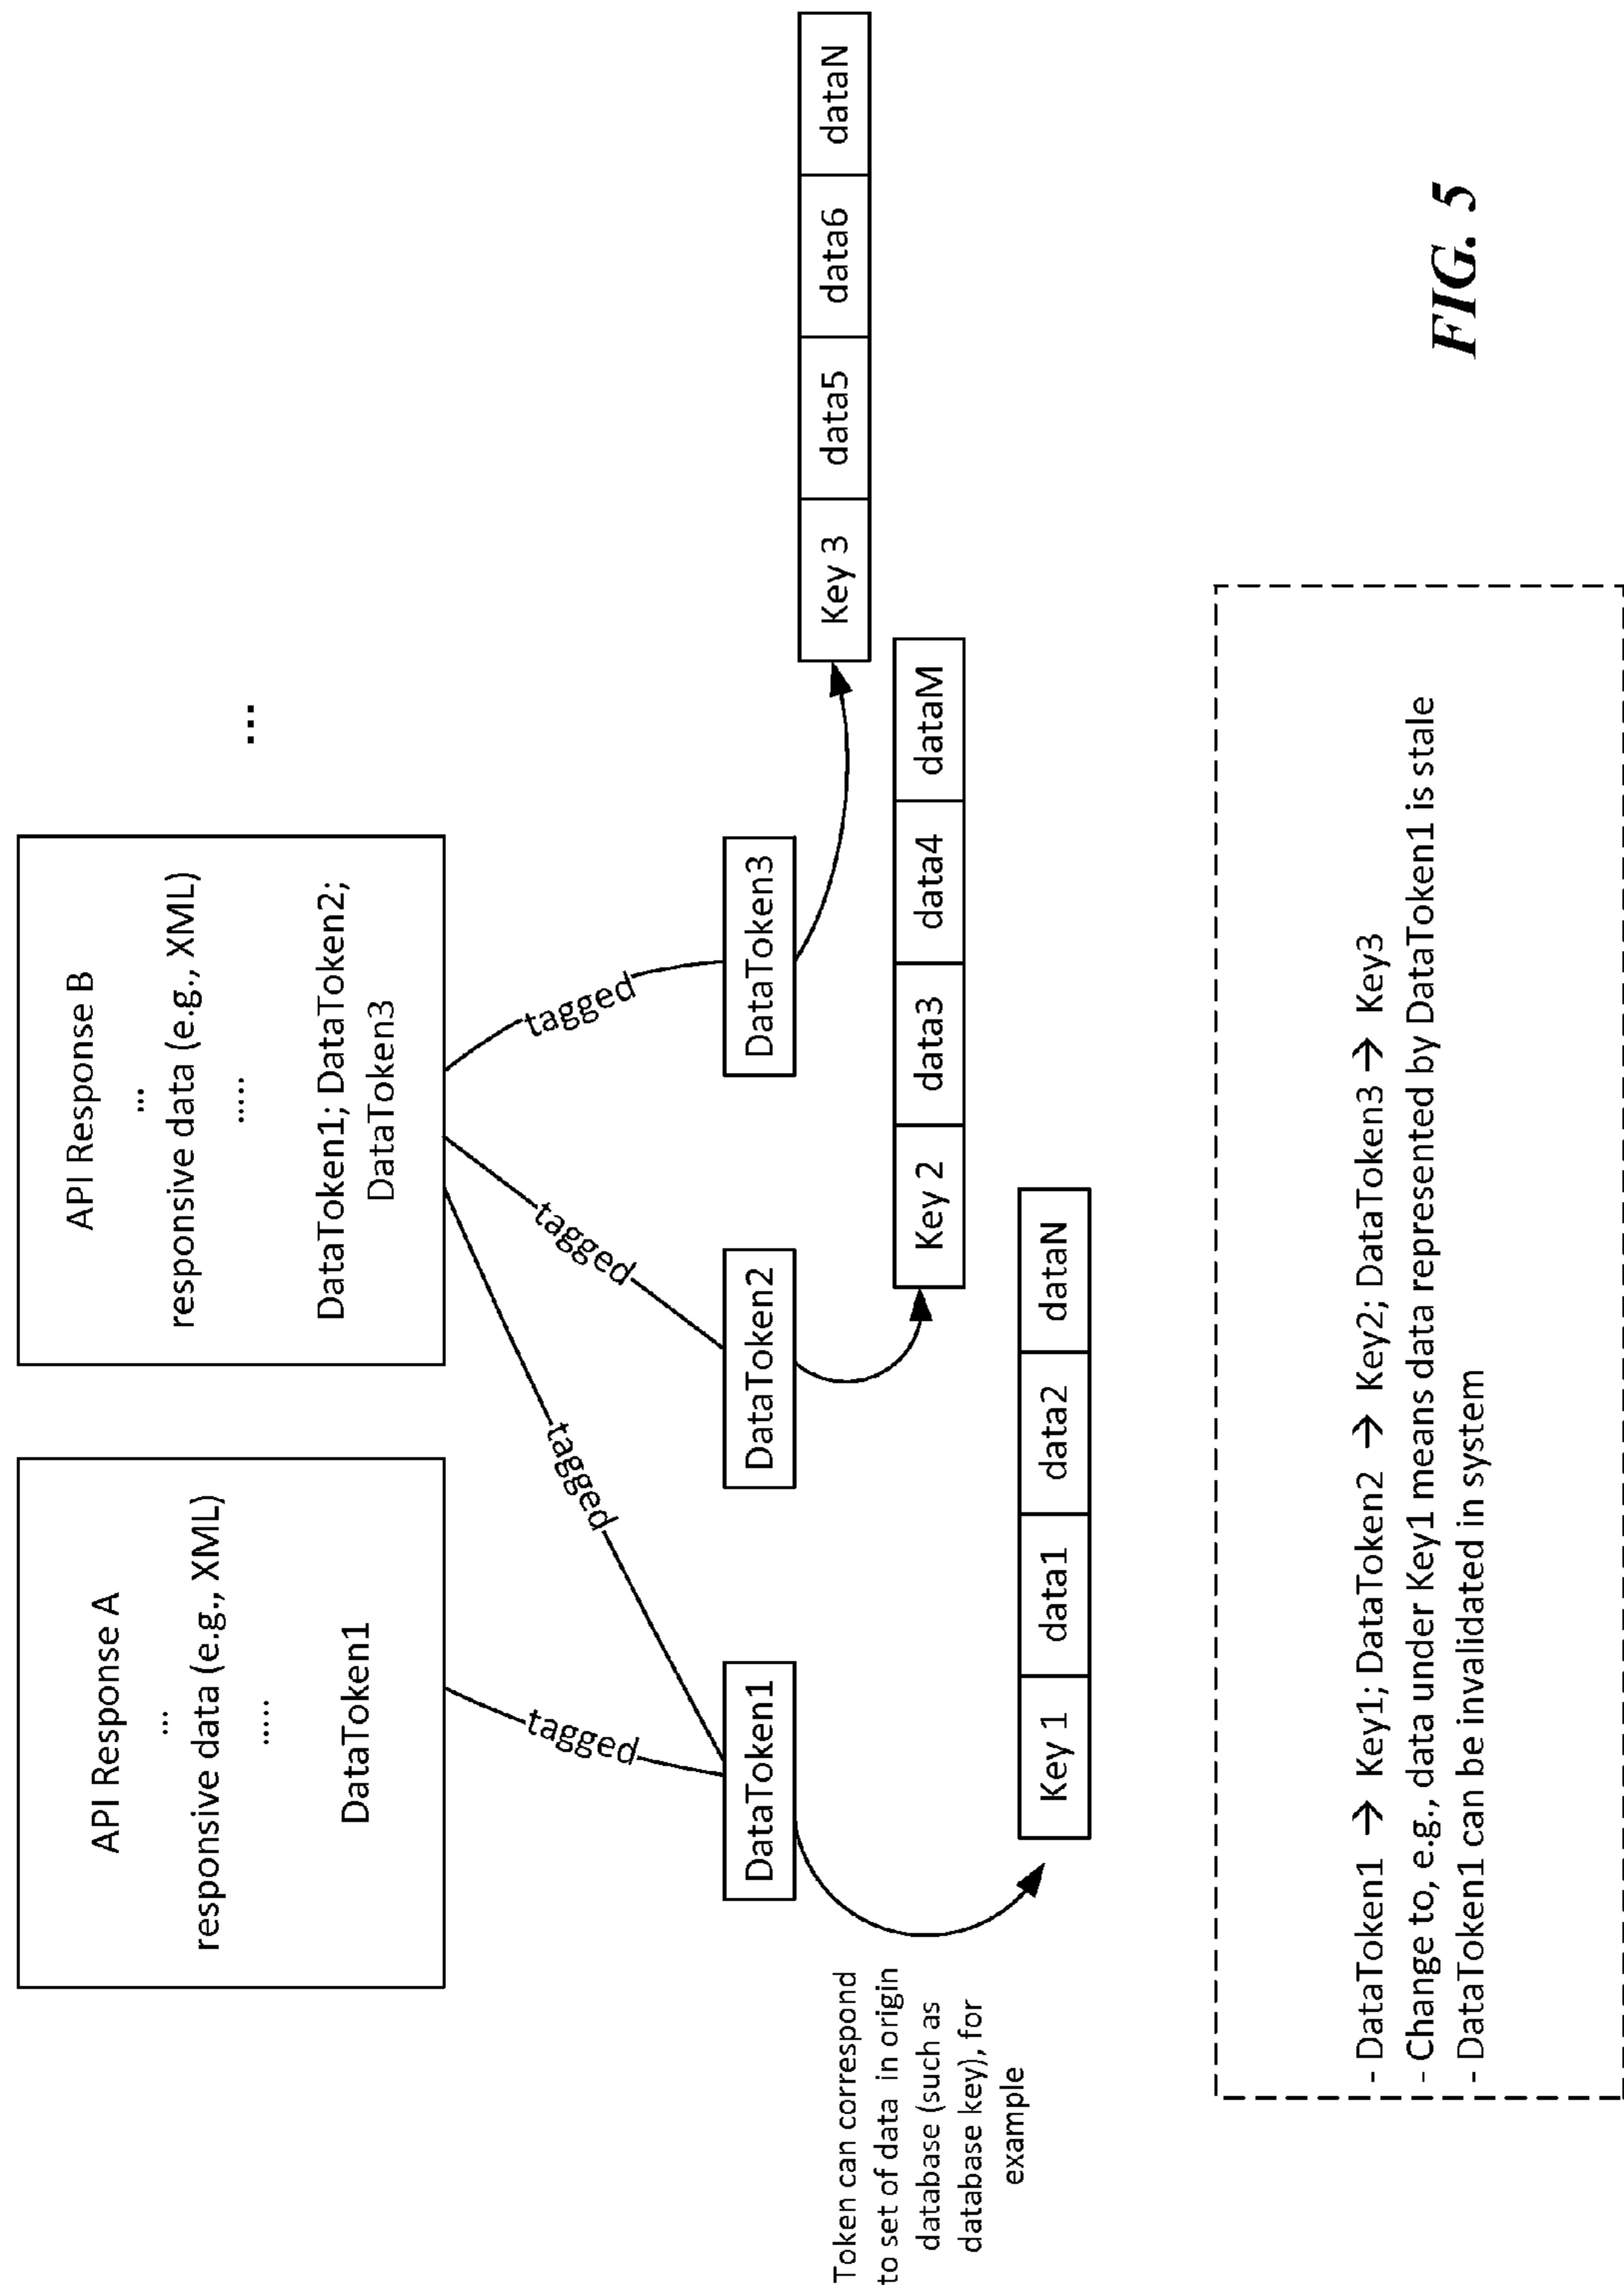 API Response A
...
responsive data (e.g., XML)
.....
DataToken1
API Response B
...
responsive data (e.g., XML)
.....
DataToken1; DataToken2;
DataToken3
...
tagged
tagged
tagged
tagged
DataToken1
DataToken2
DataToken3
Key 3 data5 data6 dataN
Key 2 data3 data4 dataM
Key 1 data1 data2 dataN
Token can correspond
to set of data in origin
database (such as
database key), for
example
- DataToken1 → Key1; DataToken2 → Key2; DataToken3 → Key3
- Change to, e.g., data under Key1 means data represented by DataToken1 is stale
- DataToken1 can be invalidated in system
FIG. 5